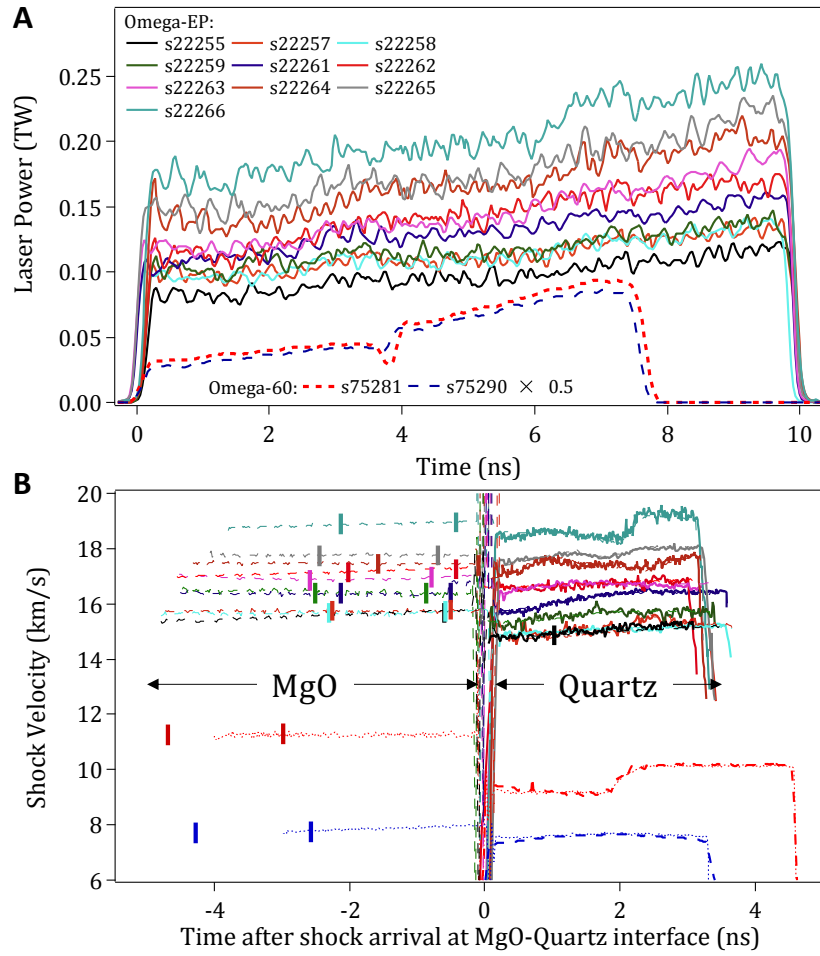 A
Omega-EP:
s22255 s22257 s22258
s22259 s22261 s22262
s22263 s22264 s22265
s22266
Laser Power (TW)
0.25
0.20
0.15
0.10
0.05
0.00
Omega-60: s75281 s75290 × 0.5
0 2 4 6 8 10
Time (ns)
B
Shock Velocity (km/s)
20
18
16
14
12
10
8
6
MgO Quartz
-4 -2 0 2 4
Time after shock arrival at MgO-Quartz interface (ns)